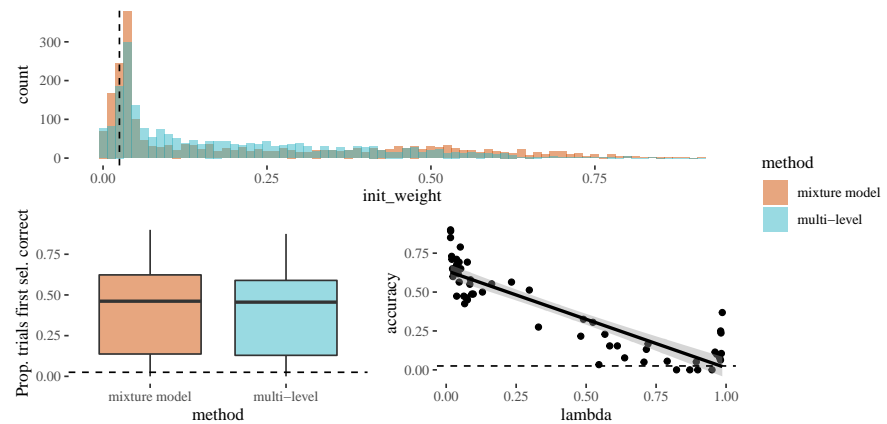 300
200
100
0
count
0.00 0.25 0.50 0.75
init_weight
method
mixture model
multi−level
0.75
0.50
0.25
0.00
Prop. trials first sel. correct
mixture model multi−level
method
0.75
0.50
0.25
0.00
accuracy
0.00 0.25 0.50 0.75 1.00
lambda